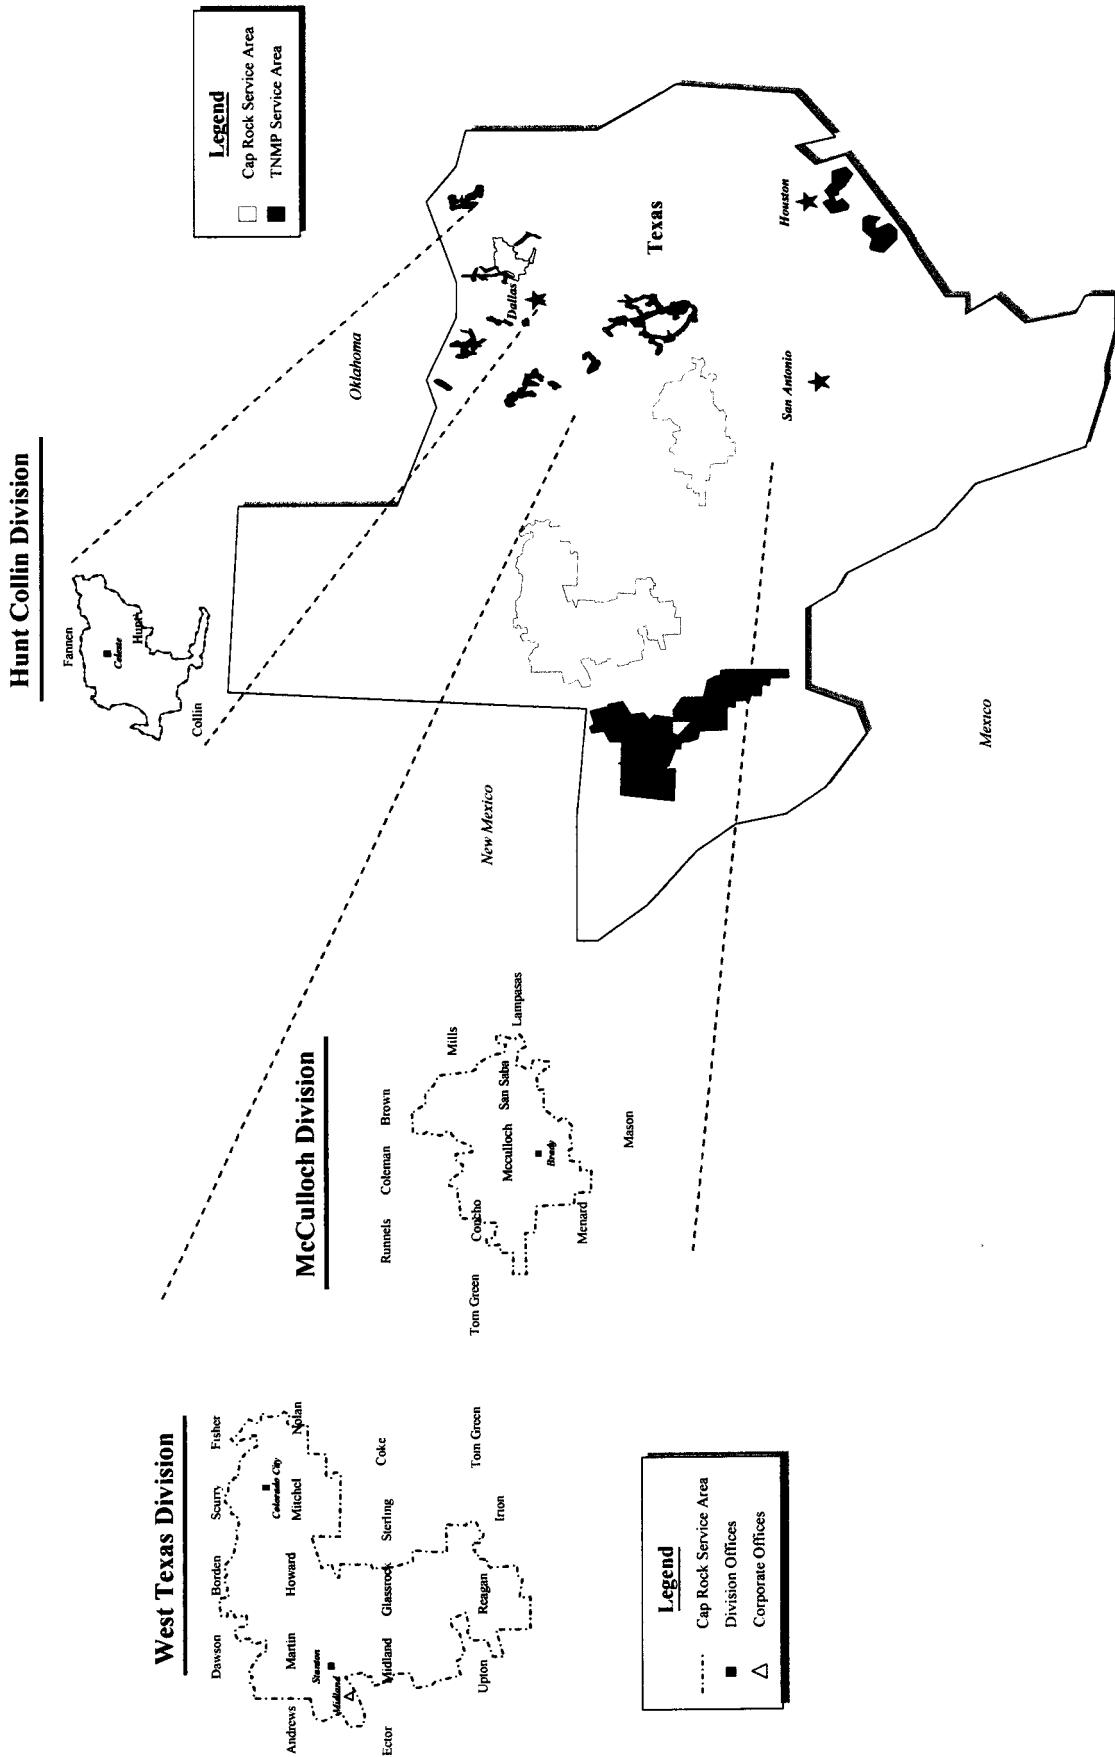 Hunt Collin Division
Fannen
Celeste
Hunt
Collin
Legend
Cap Rock Service Area
TNMP Service Area
Oklahoma
New Mexico
Dallas
Texas
Houston
San Antonio
Mexico
McCulloch Division
Runnels
Coleman
Brown
Mills
Tom Green
Concho
Mcculloch
San Saba
Lampasas
Brady
Menard
Mason
West Texas Division
Dawson
Borden
Scurry
Fisher
Colorado City
Andrews
Martin
Howard
Mitchel
Nolan
Stanton
Midland
Ector
Midland
Glassrock
Sterling
Coke
Upton
Reagan
Irion
Tom Green
Legend
Cap Rock Service Area
Division Offices
Corporate Offices